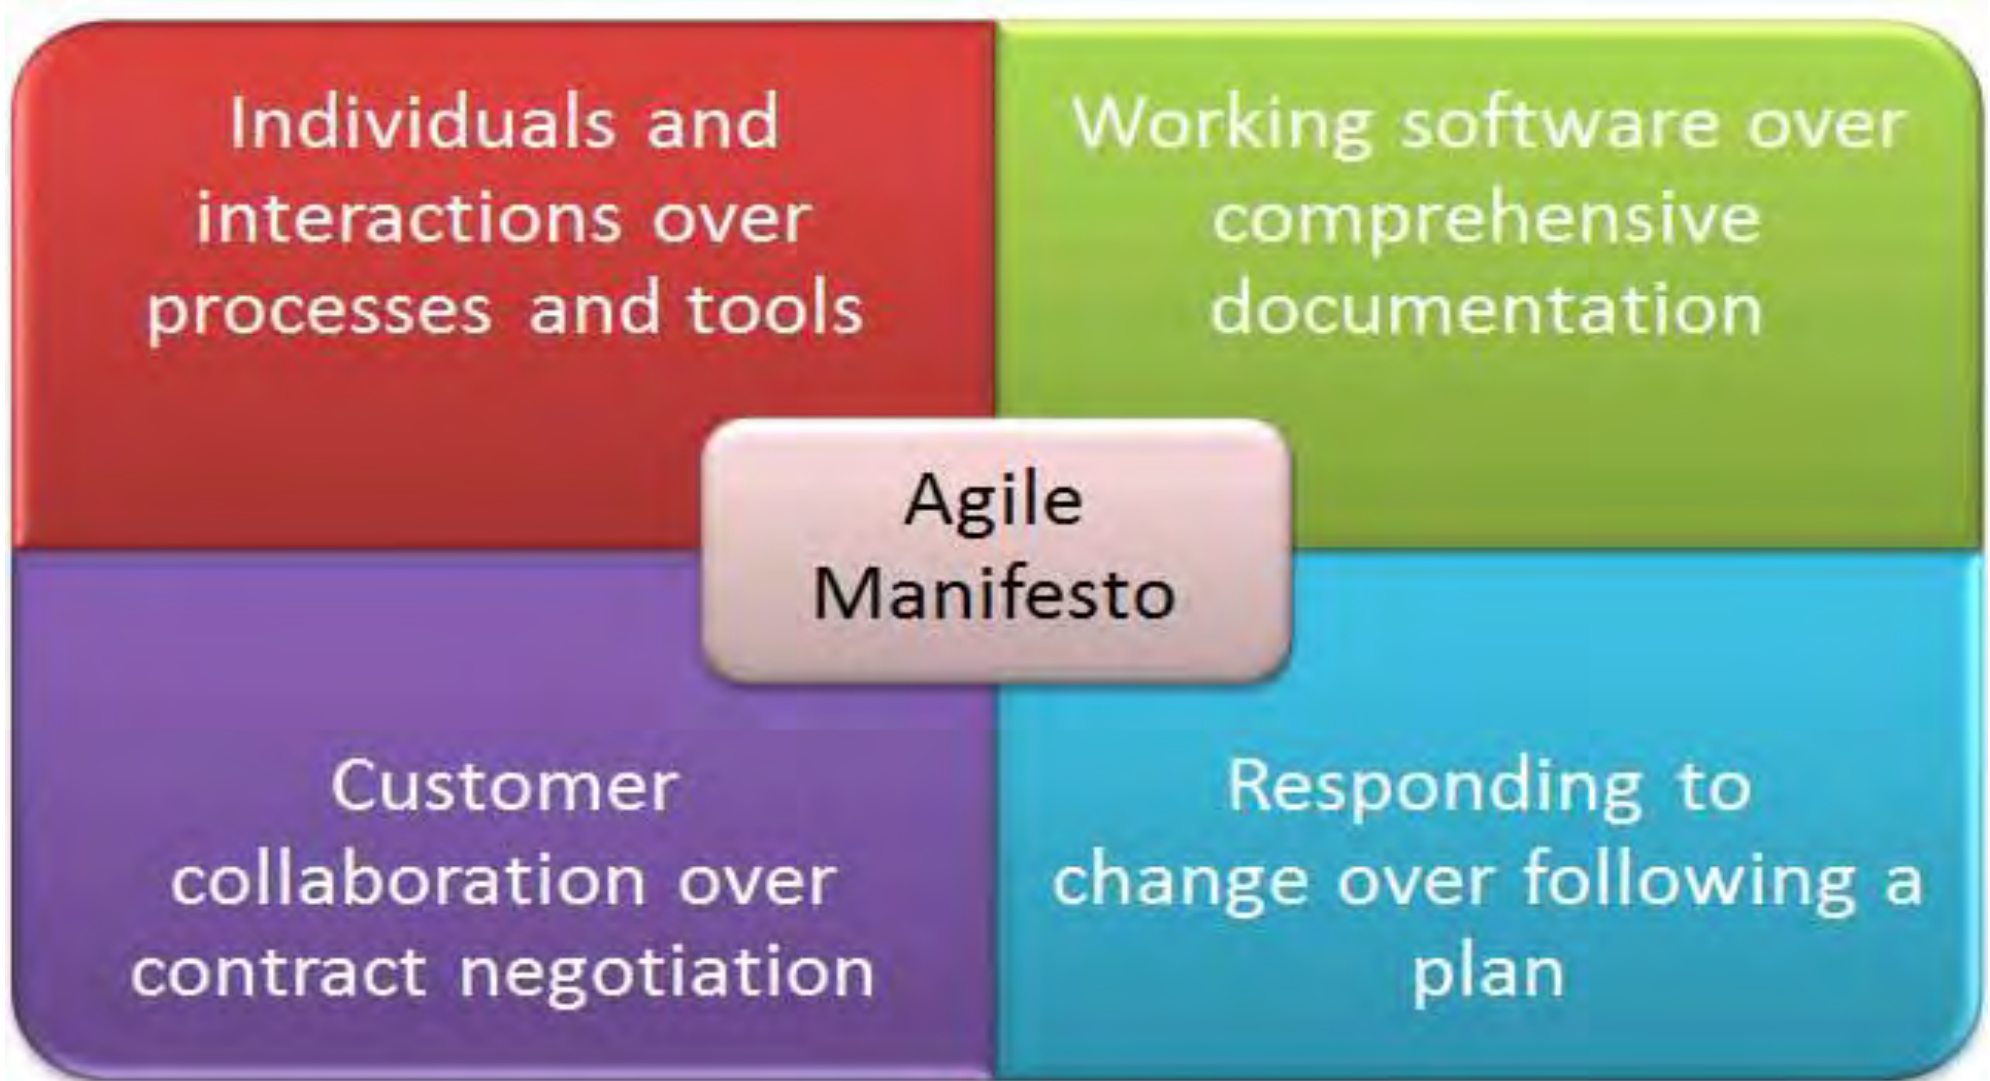 Individuals and
interactions over
processes and tools
Working software over
comprehensive
documentation
Agile
Manifesto
Customer
collaboration over
contract negotiation
Responding to
change over following a
plan